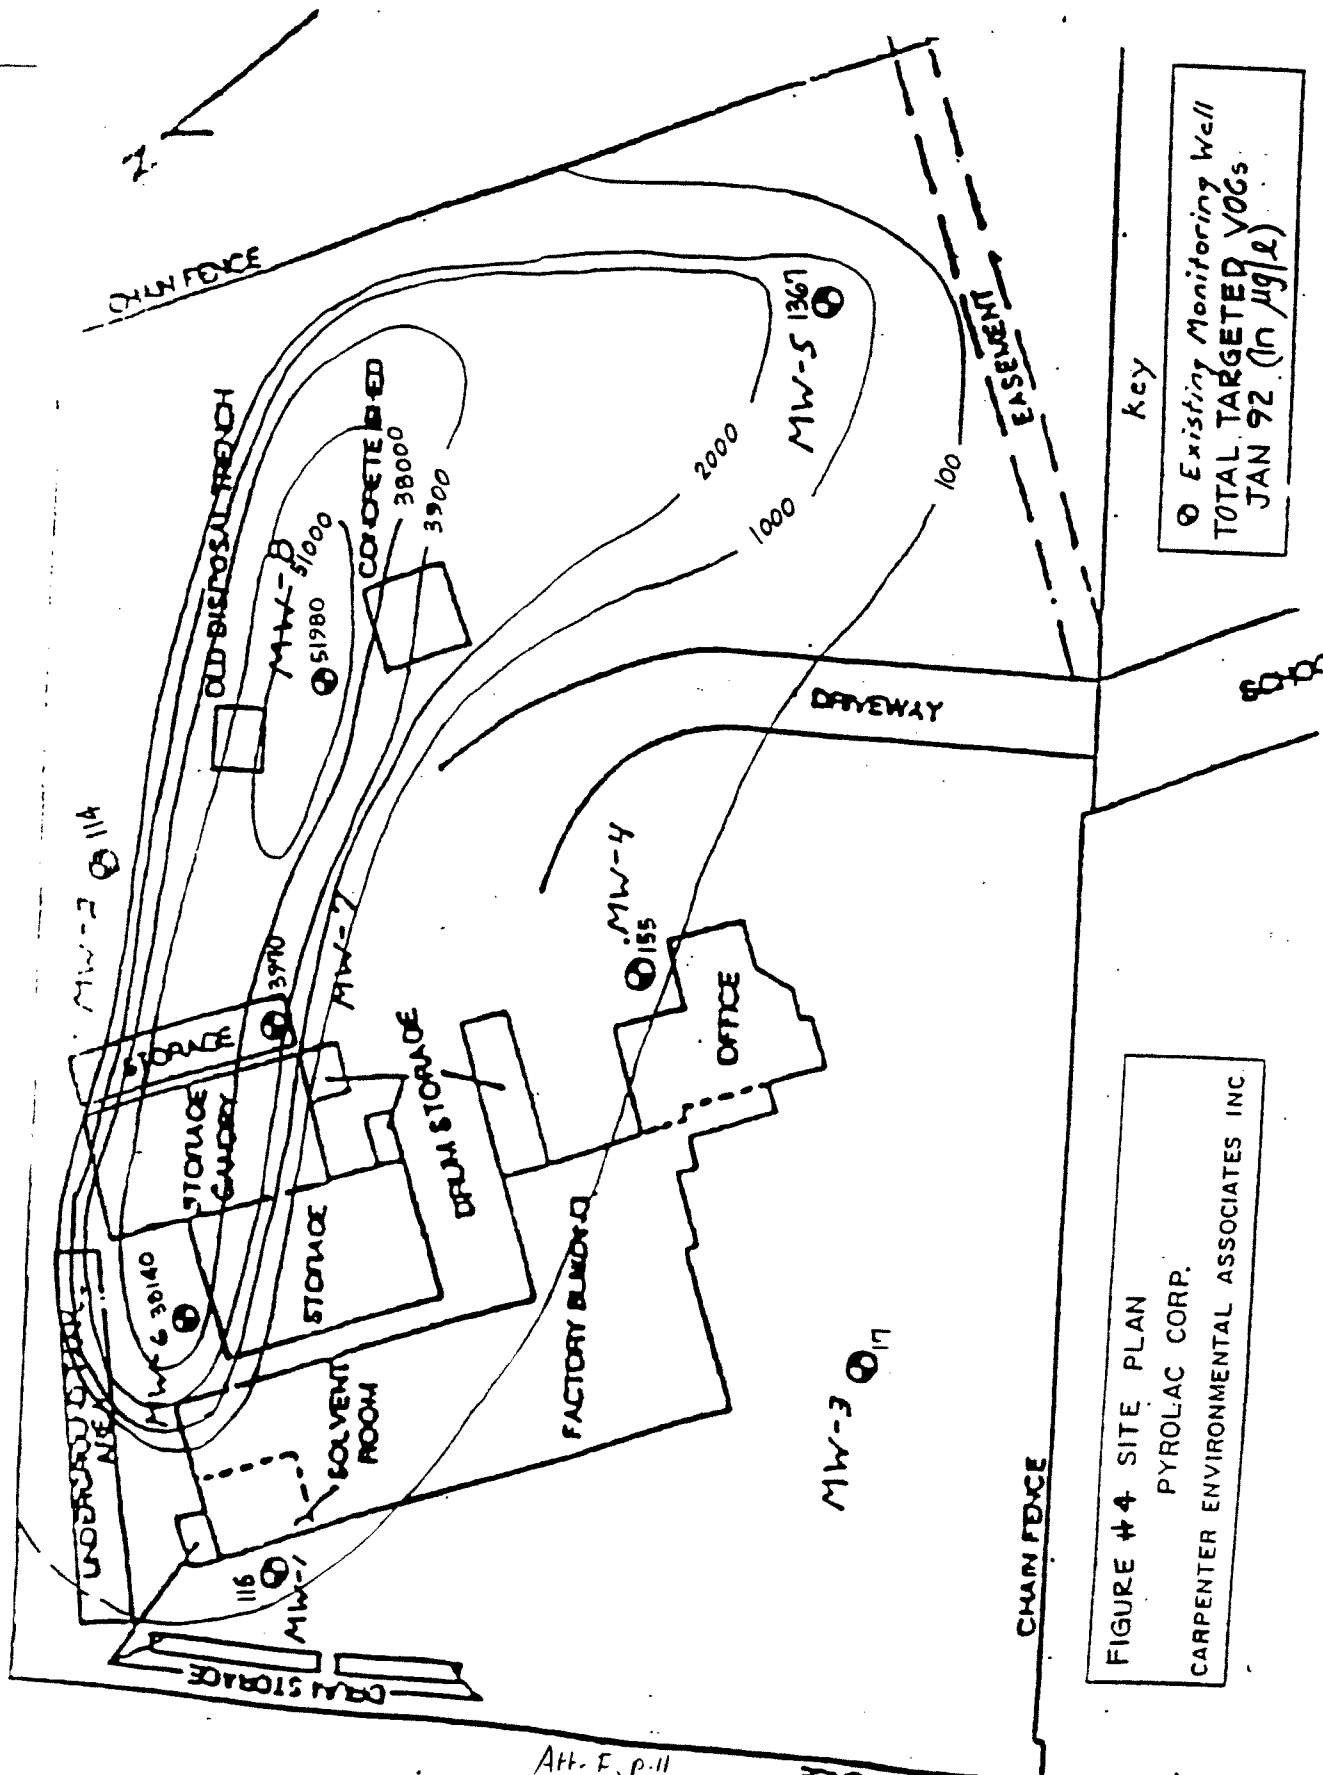 N
CHAIN FENCE
OLD DISPOSAL TRENCH
MW-8
51000
51980
CONCRETE
38000
3900
2000
1000
100
MW-5 1367
EASEMENT
DRIVEWAY
MW-2 114
3970
MW-7
MW-4
155
OFFICE
STORAGE
STORAGE
DRUM STORAGE
STORAGE
MW-6 30140
UNDERGROUND
AREA
SOLVENT
ROOM
FACTORY BUILDING
MW-3
17
116
MW-1
DRUM STORAGE
CHAIN FENCE
Key
Existing Monitoring Well
TOTAL TARGETED VOCs
JAN 92 (In µg/l)
FIGURE #4 SITE PLAN
PYROLAC CORP.
CARPENTER ENVIRONMENTAL ASSOCIATES INC.
Att. F, p.11